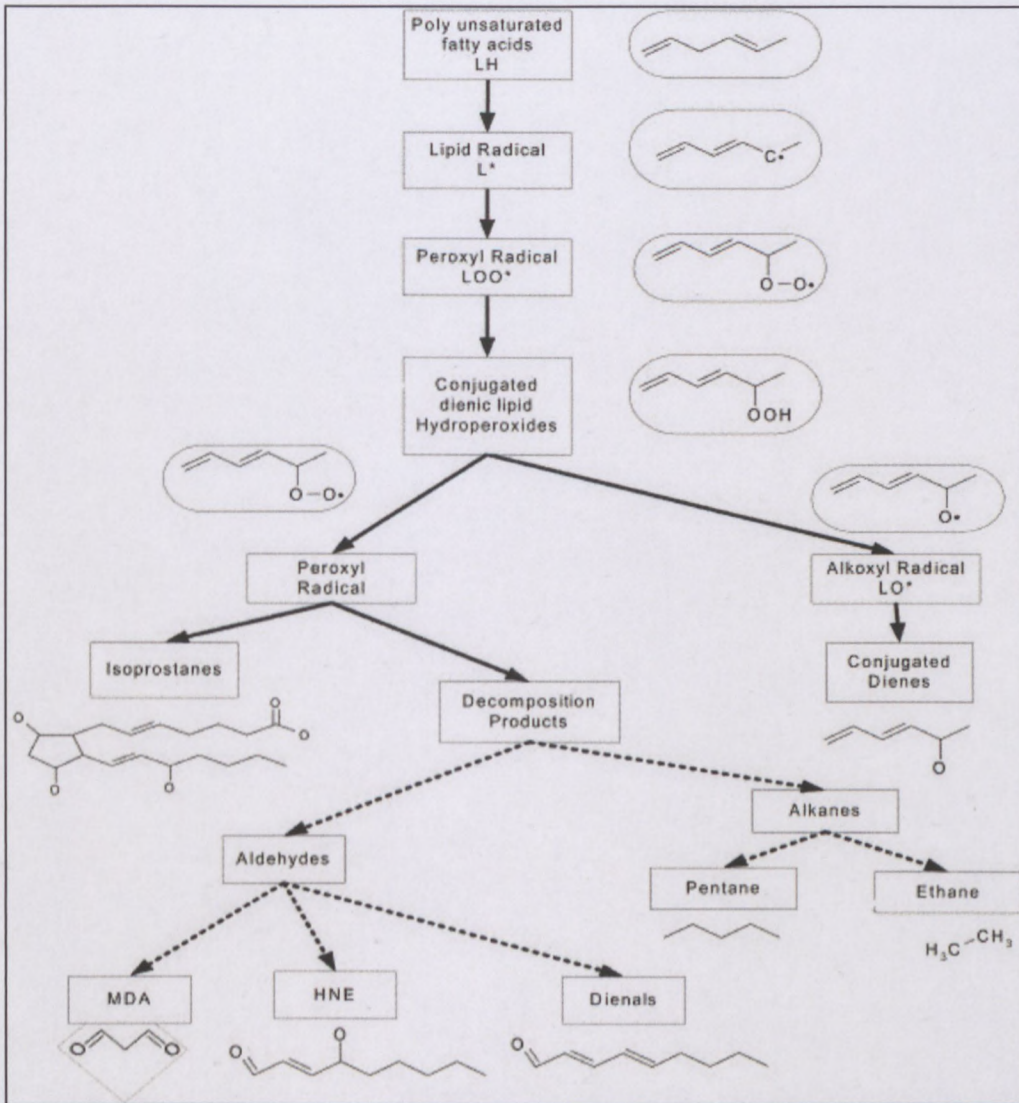 Poly unsaturated
fatty acids
LH
Lipid Radical
L*
C•
Peroxyl Radical
LOO*
O–O•
Conjugated
dienic lipid
Hydroperoxides
OOH
O–O•
O•
Peroxyl
Radical
Alkoxyl Radical
LO*
Isoprostanes
Conjugated
Dienes
Decomposition
Products
O
O
O
O
O
O
Alkanes
Aldehydes
Pentane
Ethane
H₃C–CH₃
MDA
HNE
Dienals
O
O
O
O
O